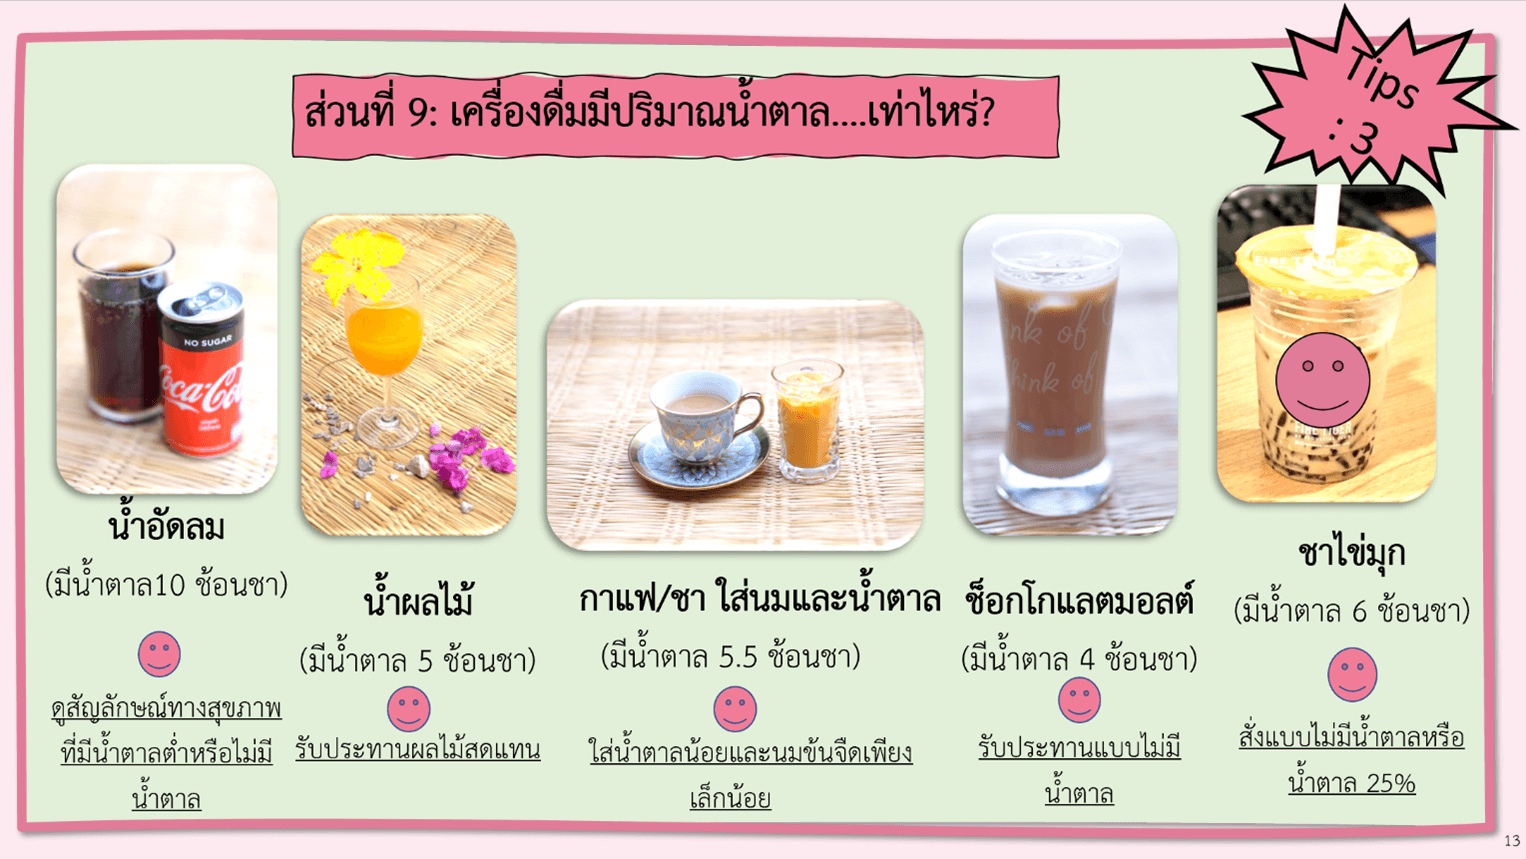 Tips
: 3
ส่วนที่ 9: เครื่องดื่มมีปริมาณน้ำตาล....เท่าไหร่?
NO SUGAR
Coca-Col
น้ำอัดลม
(มีน้ำตาล10 ช้อนชา)
ดูสัญลักษณ์ทางสุขภาพ
ที่มีน้ำตาลต่ำหรือไม่มี
น้ำตาล
น้ำผลไม้
(มีน้ำตาล 5 ช้อนชา)
รับประทานผลไม้สดแทน
กาแฟ/ชา ใส่นมและน้ำตาล
(มีน้ำตาล 5.5 ช้อนชา)
ใส่น้ำตาลน้อยและนมข้นจืดเพียง
เล็กน้อย
nk of
hink of
ช็อกโกแลตมอลต์
(มีน้ำตาล 4 ช้อนชา)
รับประทานแบบไม่มี
น้ำตาล
FIRE TIGER
ชาไข่มุก
(มีน้ำตาล 6 ช้อนชา)
สั่งแบบไม่มีน้ำตาลหรือ
น้ำตาล 25%
13